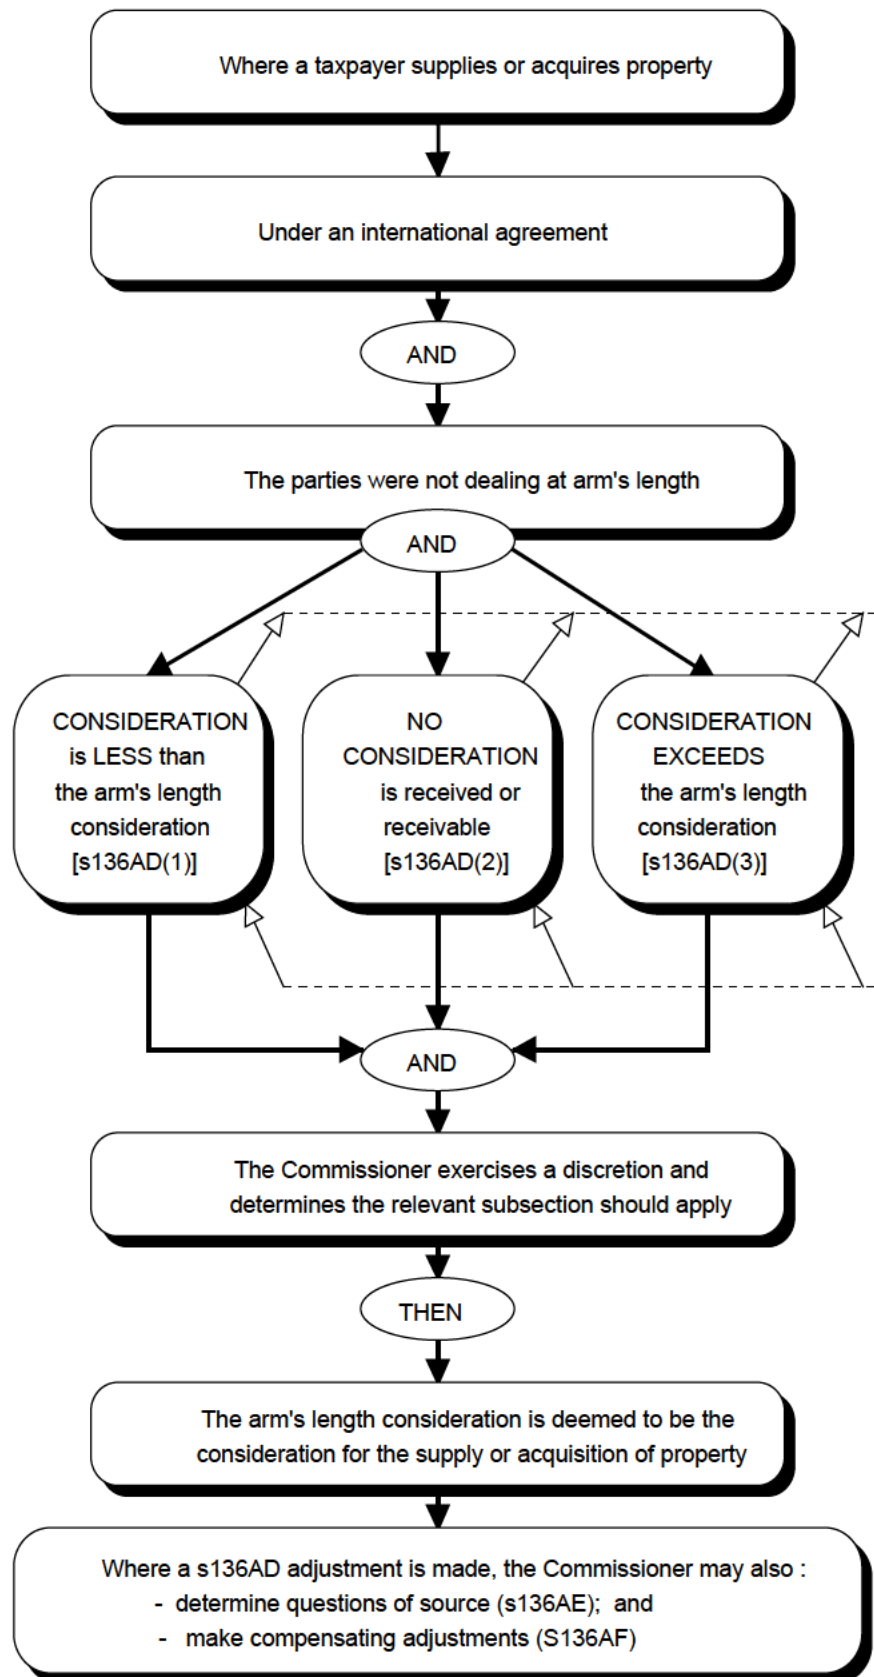 Where a taxpayer supplies or acquires property
Under an international agreement
AND
The parties were not dealing at arm's length
AND
CONSIDERATION
is LESS than
the arm's length
consideration
[s136AD(1)]
NO
CONSIDERATION
is received or
receivable
[s136AD(2)]
CONSIDERATION
EXCEEDS
the arm's length
consideration
[s136AD(3)]
AND
The Commissioner exercises a discretion and
determines the relevant subsection should apply
THEN
The arm's length consideration is deemed to be the
consideration for the supply or acquisition of property
Where a s136AD adjustment is made, the Commissioner may also :
- determine questions of source (s136AE); and
- make compensating adjustments (S136AF)